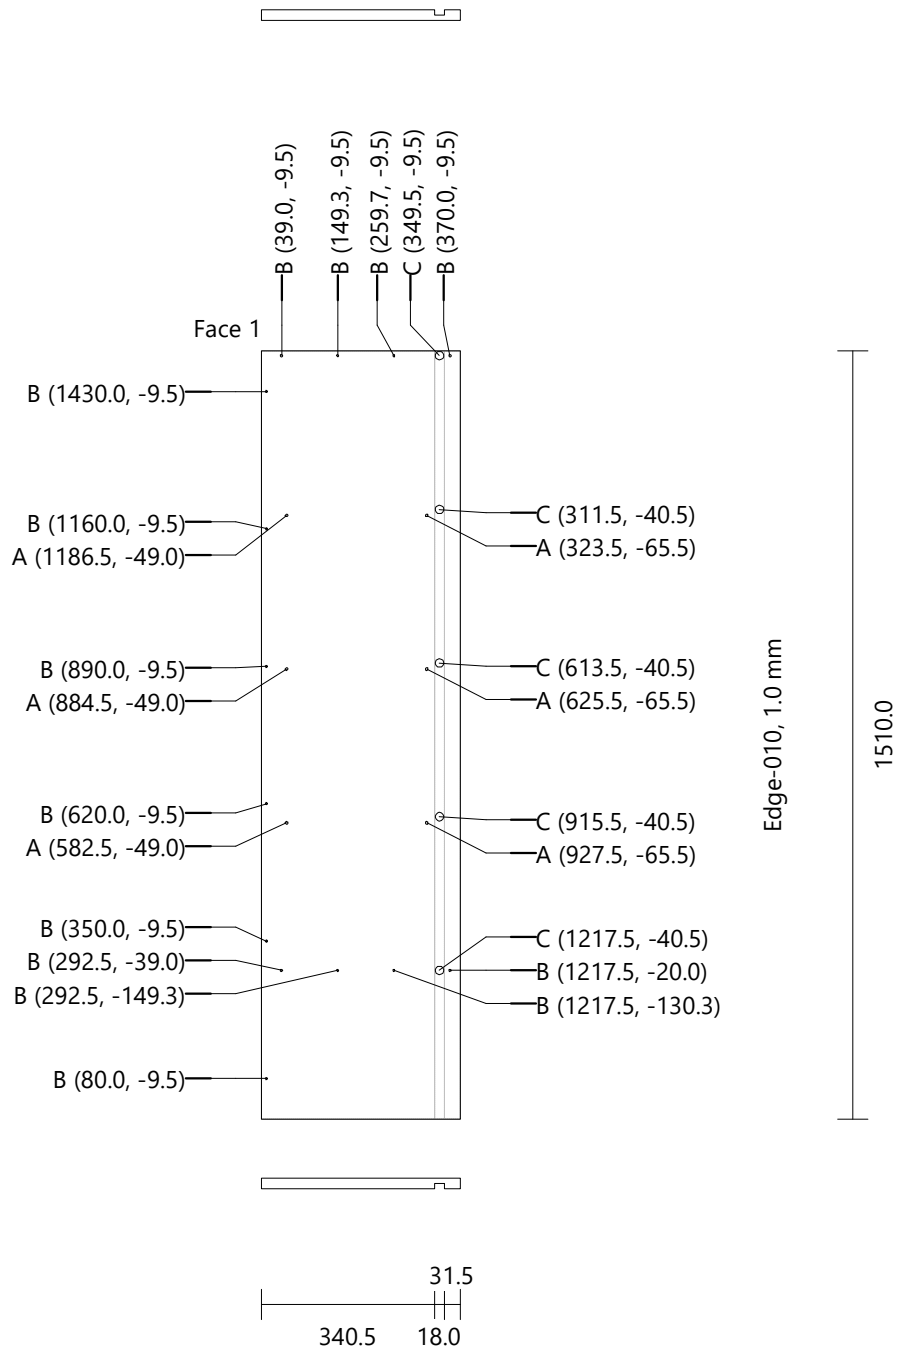 B (39.0, -9.5)
B (149.3, -9.5)
B (259.7, -9.5)
C (349.5, -9.5)
B (370.0, -9.5)
Face 1
B (1430.0, -9.5)
B (1160.0, -9.5)
A (1186.5, -49.0)
B (890.0, -9.5)
A (884.5, -49.0)
B (620.0, -9.5)
A (582.5, -49.0)
B (350.0, -9.5)
B (292.5, -39.0)
B (292.5, -149.3)
B (80.0, -9.5)
C (311.5, -40.5)
A (323.5, -65.5)
C (613.5, -40.5)
A (625.5, -65.5)
C (915.5, -40.5)
A (927.5, -65.5)
C (1217.5, -40.5)
B (1217.5, -20.0)
B (1217.5, -130.3)
Edge-010, 1.0 mm
1510.0
31.5
340.5
18.0